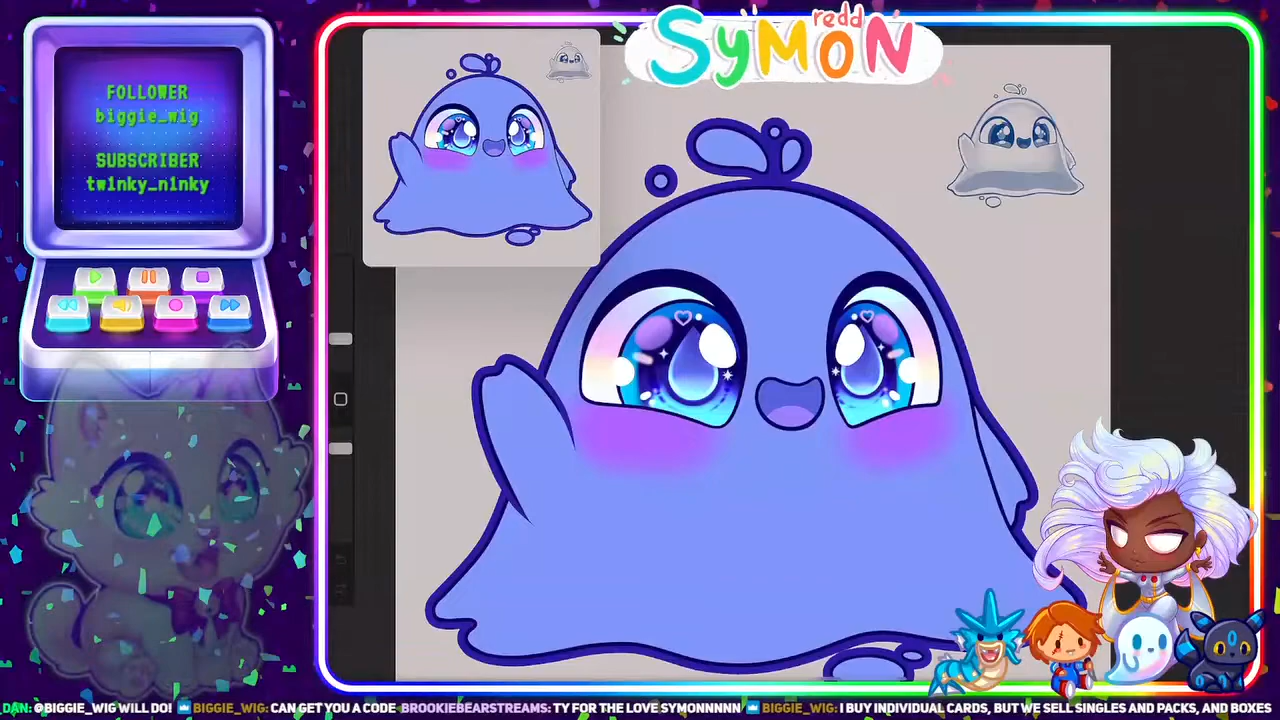 FOLLOWER
biggie_wig
SUBSCRIBER
tw1nky_n1nky
redd
SyMON
DAN: @BIGGIE_WIG WILL DO! BIGGIE_WIG: CAN GET YOU A CODE BROOKIEBEARSTREAMS: TY FOR THE LOVE SYMONNNNN BIGGIE_WIG: I BUY INDIVIDUAL CARDS, BUT WE SELL SINGLES AND PACKS, AND BOXES